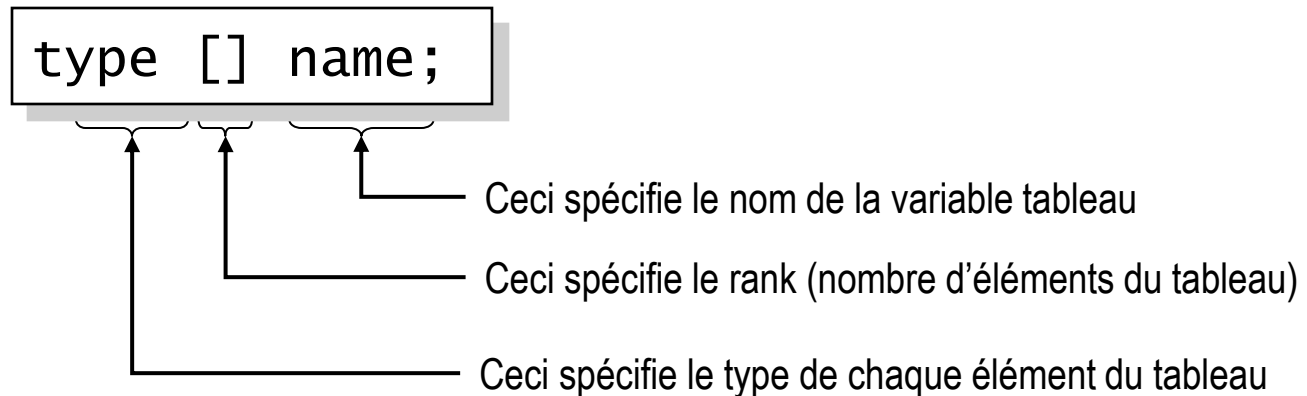 type [] name;
Ceci spécifie le nom de la variable tableau
Ceci spécifie le rank (nombre d’éléments du tableau)
Ceci spécifie le type de chaque élément du tableau